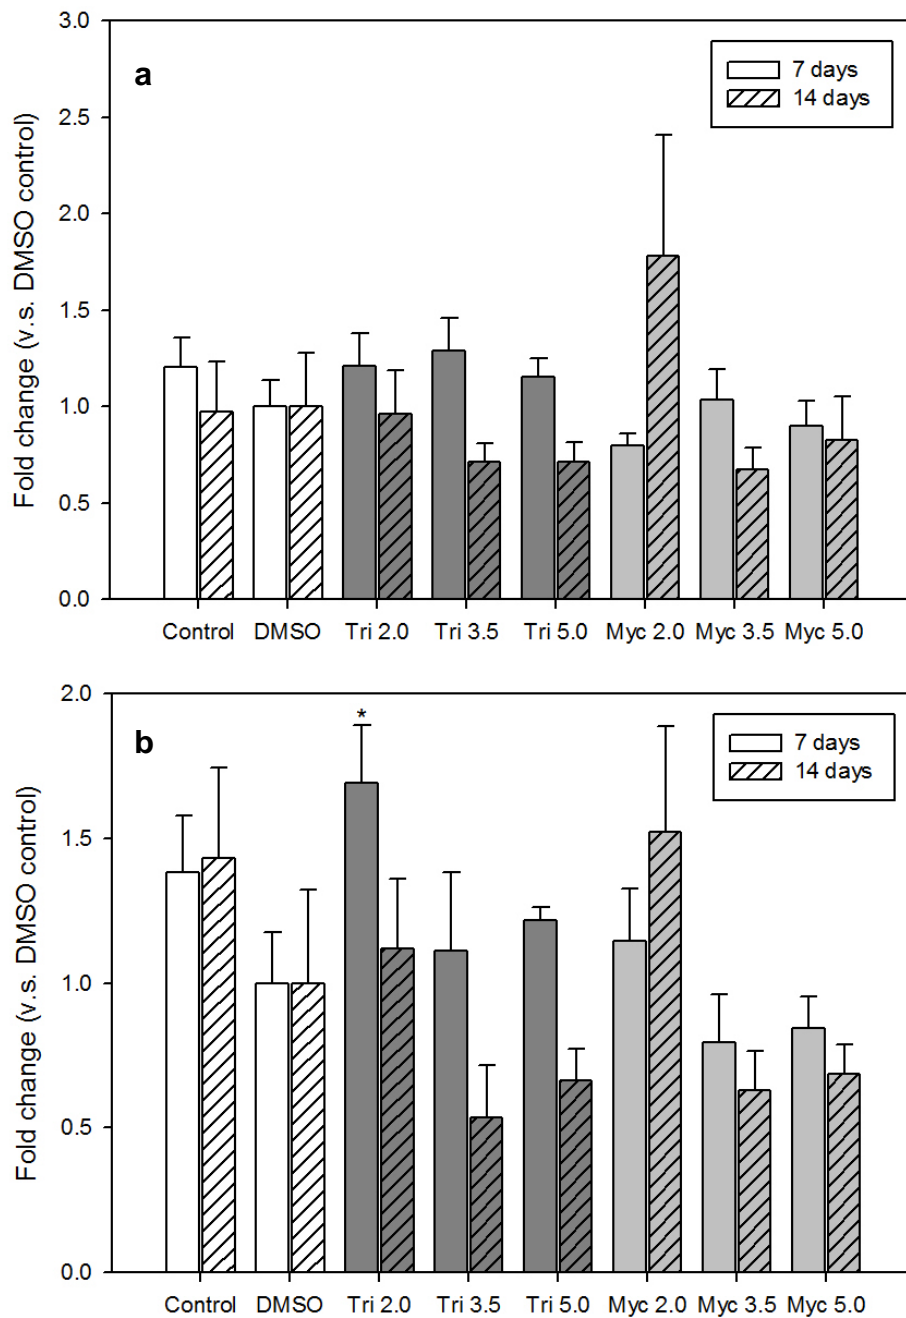 3.0
a
7 days
14 days
2.5
2.0
1.5
1.0
0.5
0.0
Fold change (v.s. DMSO control)
Control DMSO Tri 2.0 Tri 3.5 Tri 5.0 Myc 2.0 Myc 3.5 Myc 5.0
2.0
*
b
7 days
14 days
1.5
1.0
0.5
0.0
Fold change (v.s. DMSO control)
Control DMSO Tri 2.0 Tri 3.5 Tri 5.0 Myc 2.0 Myc 3.5 Myc 5.0